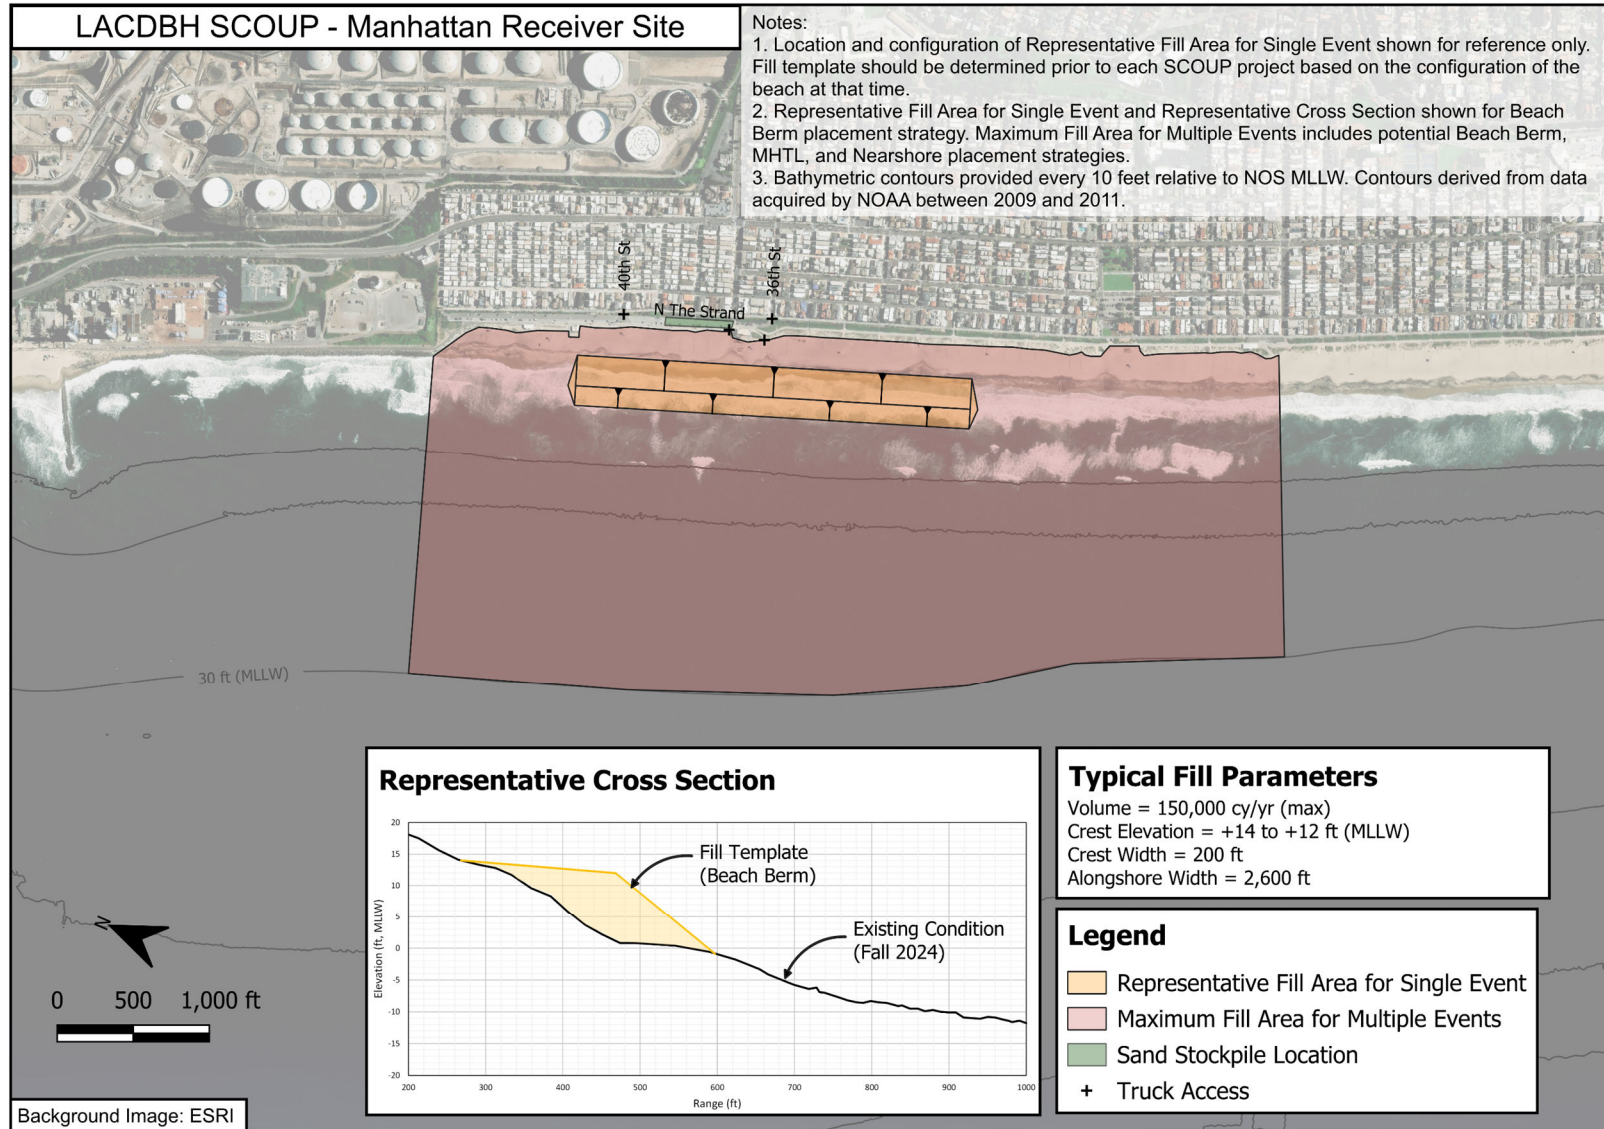 LACDBH SCOUP - Manhattan Receiver Site
Notes:
1. Location and configuration of Representative Fill Area for Single Event shown for reference only.
Fill template should be determined prior to each SCOUP project based on the configuration of the
beach at that time.
2. Representative Fill Area for Single Event and Representative Cross Section shown for Beach
Berm placement strategy. Maximum Fill Area for Multiple Events includes potential Beach Berm,
MHTL, and Nearshore placement strategies.
3. Bathymetric contours provided every 10 feet relative to NOS MLLW. Contours derived from data
acquired by NOAA between 2009 and 2011.
40th St
36th St
N The Strand
30 ft (MLLW)
N
0 500 1,000 ft
Background Image: ESRI
Representative Cross Section
Elevation (ft, MLLW)
20
15
10
5
0
-5
-10
-15
-20
200 300 400 500 600 700 800 900 1000
Range (ft)
Fill Template
(Beach Berm)
Existing Condition
(Fall 2024)
Typical Fill Parameters
Volume = 150,000 cy/yr (max)
Crest Elevation = +14 to +12 ft (MLLW)
Crest Width = 200 ft
Alongshore Width = 2,600 ft
Legend
Representative Fill Area for Single Event
Maximum Fill Area for Multiple Events
Sand Stockpile Location
+ Truck Access